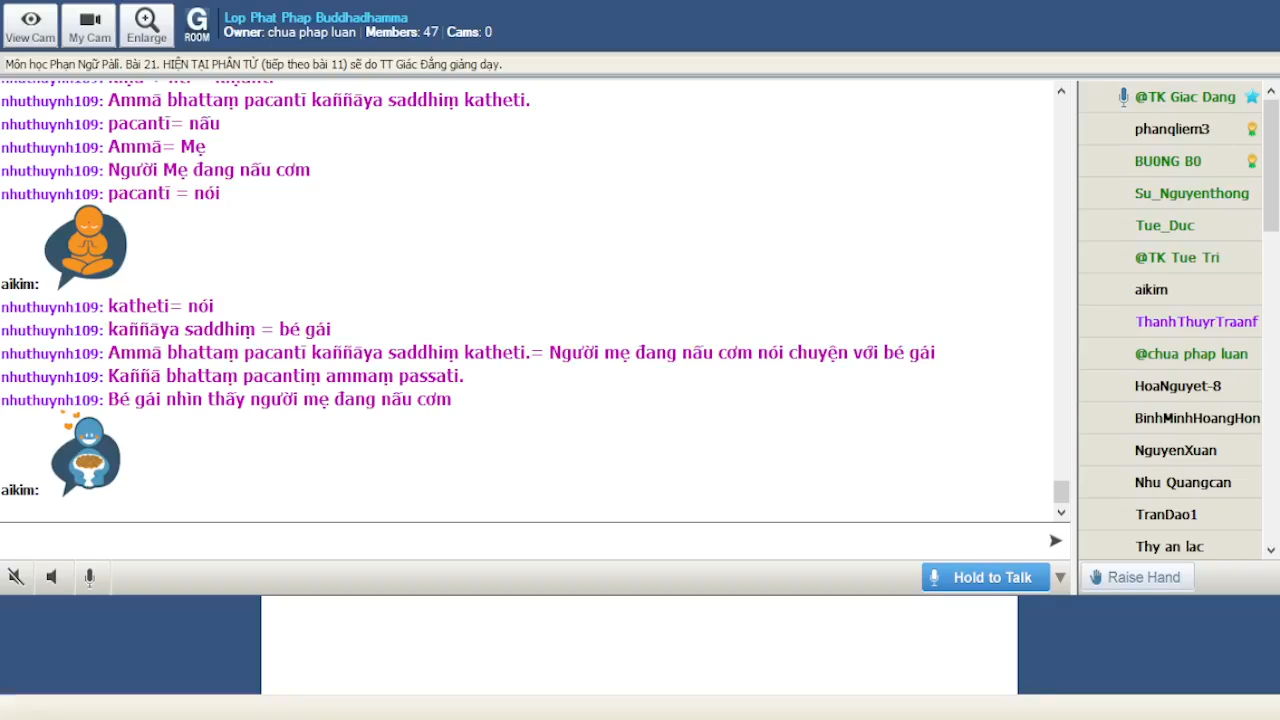 View Cam
My Cam
Enlarge
G
ROOM
Lop Phat Phap Buddhadhamma
Owner: chua phap luan | Members: 47 | Cams: 0
Môn học Phạn Ngữ Pāli. Bài 21. HIỆN TẠI PHÂN TỪ (tiếp theo bài 11) sẽ do TT Giác Đẳng giảng dạy.
nhuthuynh109: Ammā bhattaṃ pacantī kaññāya saddhiṃ katheti.
nhuthuynh109: pacantī= nấu
nhuthuynh109: Ammā= Mẹ
nhuthuynh109: Người Mẹ đang nấu cơm
nhuthuynh109: pacantī = nói
aikim:
nhuthuynh109: katheti= nói
nhuthuynh109: kaññāya saddhiṃ = bé gái
nhuthuynh109: Ammā bhattaṃ pacantī kaññāya saddhiṃ katheti.= Người mẹ đang nấu cơm nói chuyện với bé gái
nhuthuynh109: Kaññā bhattaṃ pacantiṃ ammaṃ passati.
nhuthuynh109: Bé gái nhìn thấy người mẹ đang nấu cơm
aikim:
@TK Giac Dang
phanqliem3
BU0NG B0
Su_Nguyenthong
Tue_Duc
@TK Tue Tri
aikim
ThanhThuyrTraanf
@chua phap luan
HoaNguyet-8
BinhMinhHoangHon
NguyenXuan
Nhu Quangcan
TranDao1
Thy an lac
Hold to Talk
Raise Hand